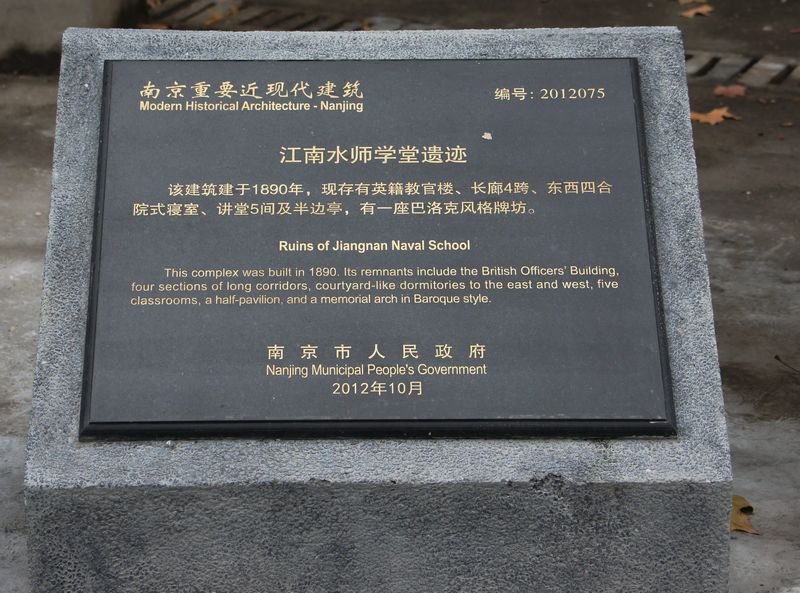 南京重要近现代建筑
编号: 2012075
Modern Historical Architecture - Nanjing
江南水师学堂遗迹
该建筑建于1890年，现存有英籍教官楼、长廊4跨、东西四合
院式寝室、讲堂5间及半边亭，有一座巴洛克风格牌坊。
Ruins of Jiangnan Naval School
This complex was built in 1890. Its remnants include the British Officers' Building,
four sections of long corridors, courtyard-like dormitories to the east and west, five
classrooms, a half-pavilion, and a memorial arch in Baroque style.
南京市人民政府
Nanjing Municipal People's Government
2012年10月